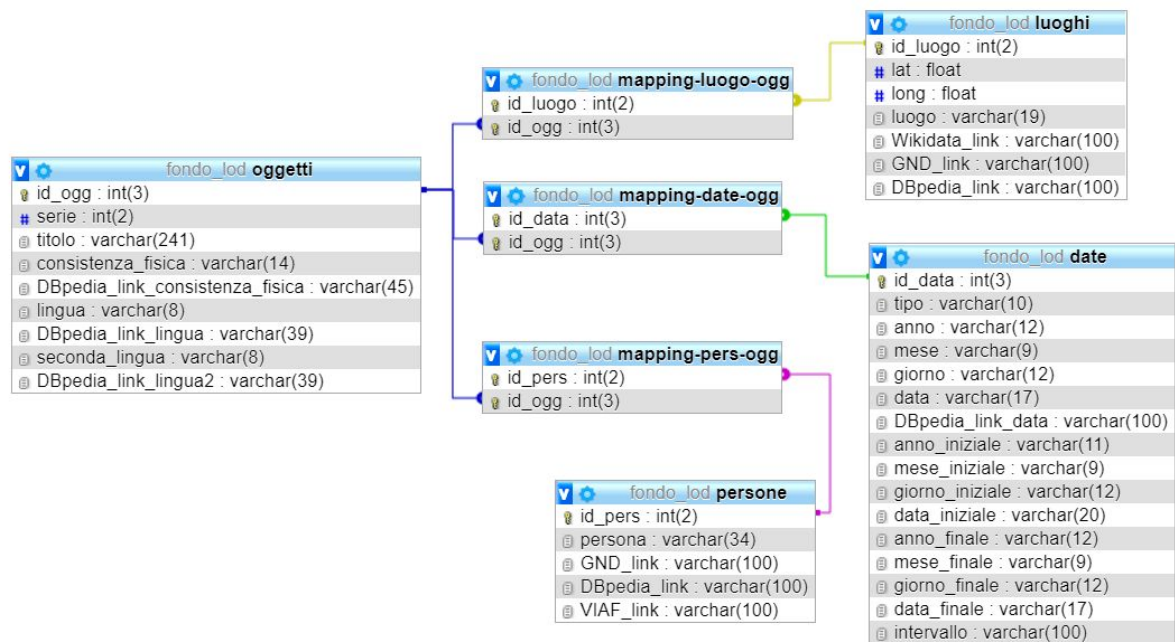 fondo_lod oggetti
id_ogg : int(3)
# serie : int(2)
titolo : varchar(241)
consistenza_fisica : varchar(14)
DBpedia_link_consistenza_fisica : varchar(45)
lingua : varchar(8)
DBpedia_link_lingua : varchar(39)
seconda_lingua : varchar(8)
DBpedia_link_lingua2 : varchar(39)
v fondo_lod mapping-luogo-ogg
id_luogo : int(2)
id_ogg : int(3)
v fondo_lod mapping-date-ogg
id_data : int(3)
id_ogg : int(3)
v fondo_lod mapping-pers-ogg
id_pers : int(2)
id_ogg : int(3)
v fondo_lod persone
id_pers : int(2)
persona : varchar(34)
GND_link : varchar(100)
DBpedia_link : varchar(100)
VIAF_link : varchar(100)
v fondo_lod luoghi
id_luogo : int(2)
# lat : float
# long : float
luogo : varchar(19)
Wikidata_link : varchar(100)
GND_link : varchar(100)
DBpedia_link : varchar(100)
v fondo_lod date
id_data : int(3)
tipo : varchar(10)
anno : varchar(12)
mese : varchar(9)
giorno : varchar(12)
data : varchar(17)
DBpedia_link_data : varchar(100)
anno_iniziale : varchar(11)
mese_iniziale : varchar(9)
giorno_iniziale : varchar(12)
data_iniziale : varchar(20)
anno_finale : varchar(12)
mese_finale : varchar(9)
giorno_finale : varchar(12)
data_finale : varchar(17)
intervallo : varchar(100)